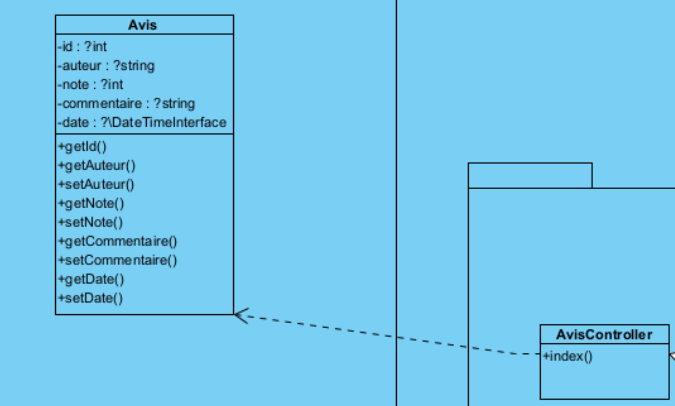 Avis
-id : ?int
-auteur : ?string
-note : ?int
-commentaire : ?string
-date : ?\DateTimeInterface
+getId()
+getAuteur()
+setAuteur()
+getNote()
+setNote()
+getCommentaire()
+setCommentaire()
+getDate()
+setDate()
AvisController
+index()